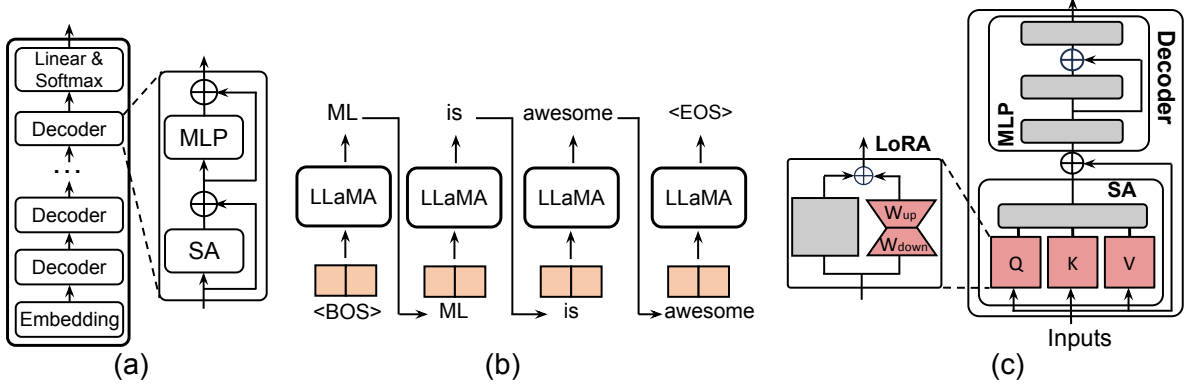 Linear &
Softmax
Decoder
...
Decoder
Decoder
Embedding
MLP
SA
(a)
ML is awesome <EOS>
LLaMA LLaMA LLaMA LLaMA
<BOS> ML is awesome
(b)
LoRA
Wup
Wdown
Decoder
MLP
SA
Q K V
Inputs
(c)